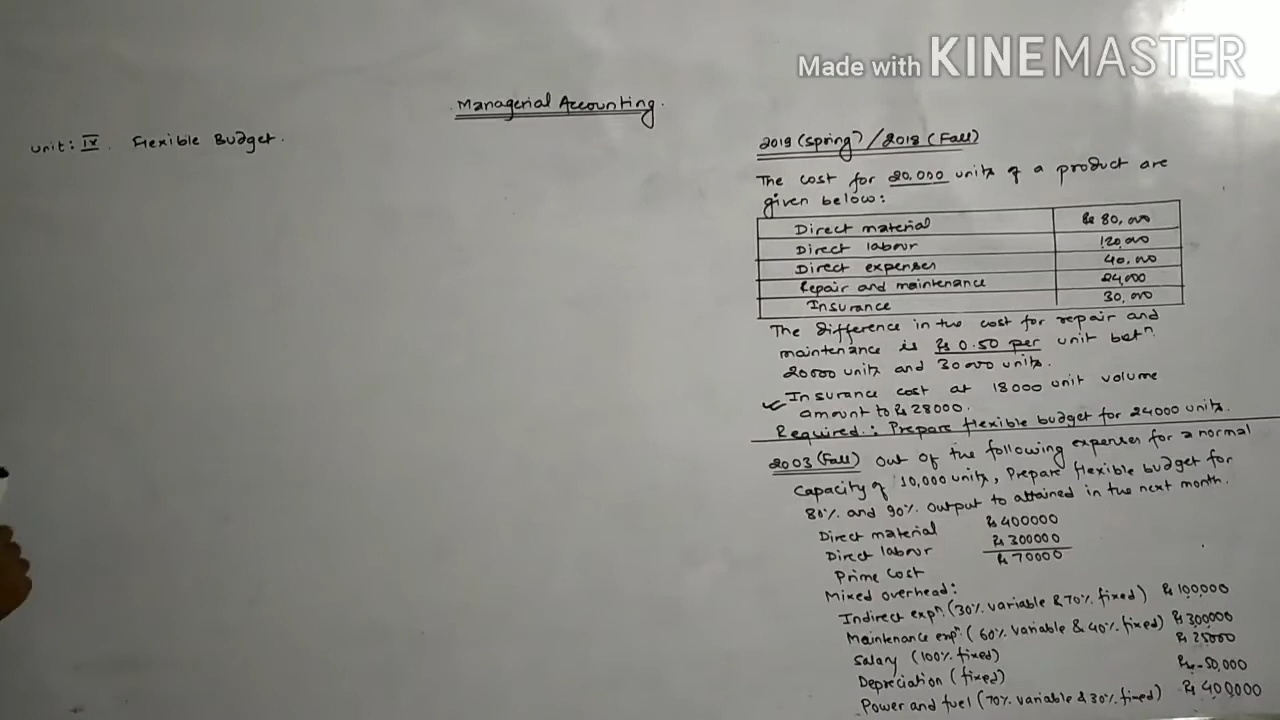 Made with KINEMASTER
Managerial Accounting.
Unit: IV. Flexible Budget.
2019 (Spring) / 2018 (Fall)
The cost for 20,000 units of a product are
given below:
Direct material Rs 80,000
Direct labour 120,000
Direct expenses 40,000
Repair and maintenance 24,000
Insurance 30,000
The difference in the cost for repair and
maintenance is Rs 0.50 per unit betn.
20000 units and 30000 units.
✓ Insurance cost at 18000 unit volume
amount to Rs 28000.
Required.: Prepare flexible budget for 24000 units.
2003 (Fall) Out of the following expenses for a normal
capacity of 10,000 units, Prepare flexible budget for
80% and 90% output to attained in the next month.
Direct material Rs 400000
Direct labour Rs 300000
Prime cost Rs 70000
Mixed overhead:
Indirect expn. (30% variable & 70% fixed) Rs 100,000
Maintenance expn. (60% variable & 40% fixed) Rs 300000
Salary (100% fixed) Rs 25000
Depreciation (fixed) 50,000
Power and fuel (70% variable & 30% fixed) Rs 400000